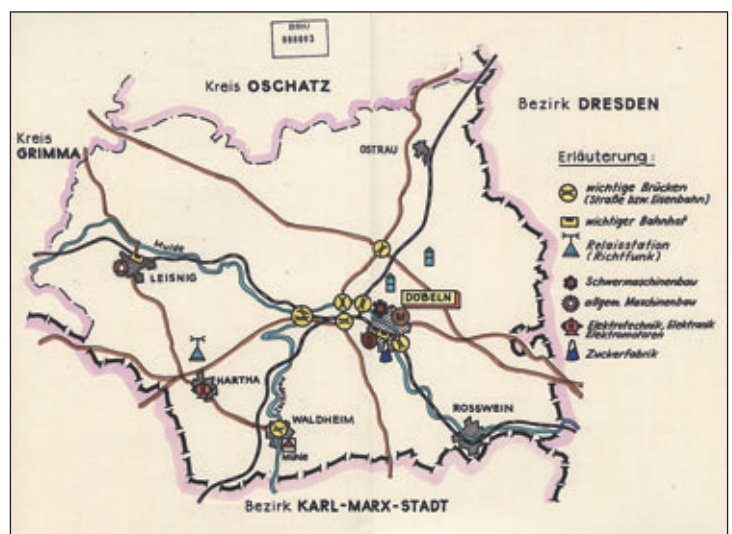 BStU
000003
Kreis OSCHATZ
Bezirk DRESDEN
Kreis
GRIMMA
OSTRAU
Erläuterung:
wichtige Brücken
(Straße bzw. Eisenbahn)
wichtiger Bahnhof
Relaisstation
(Richtfunk)
Schwermaschinenbau
allgem. Maschinenbau
Elektrotechnik, Elektronik
Elektromotoren
Zuckerfabrik
Mulde
LEISNIG
DÖBELN
M
HARTHA
WALDHEIM
Mühle
ROSSWEIN
Bezirk KARL-MARX-STADT